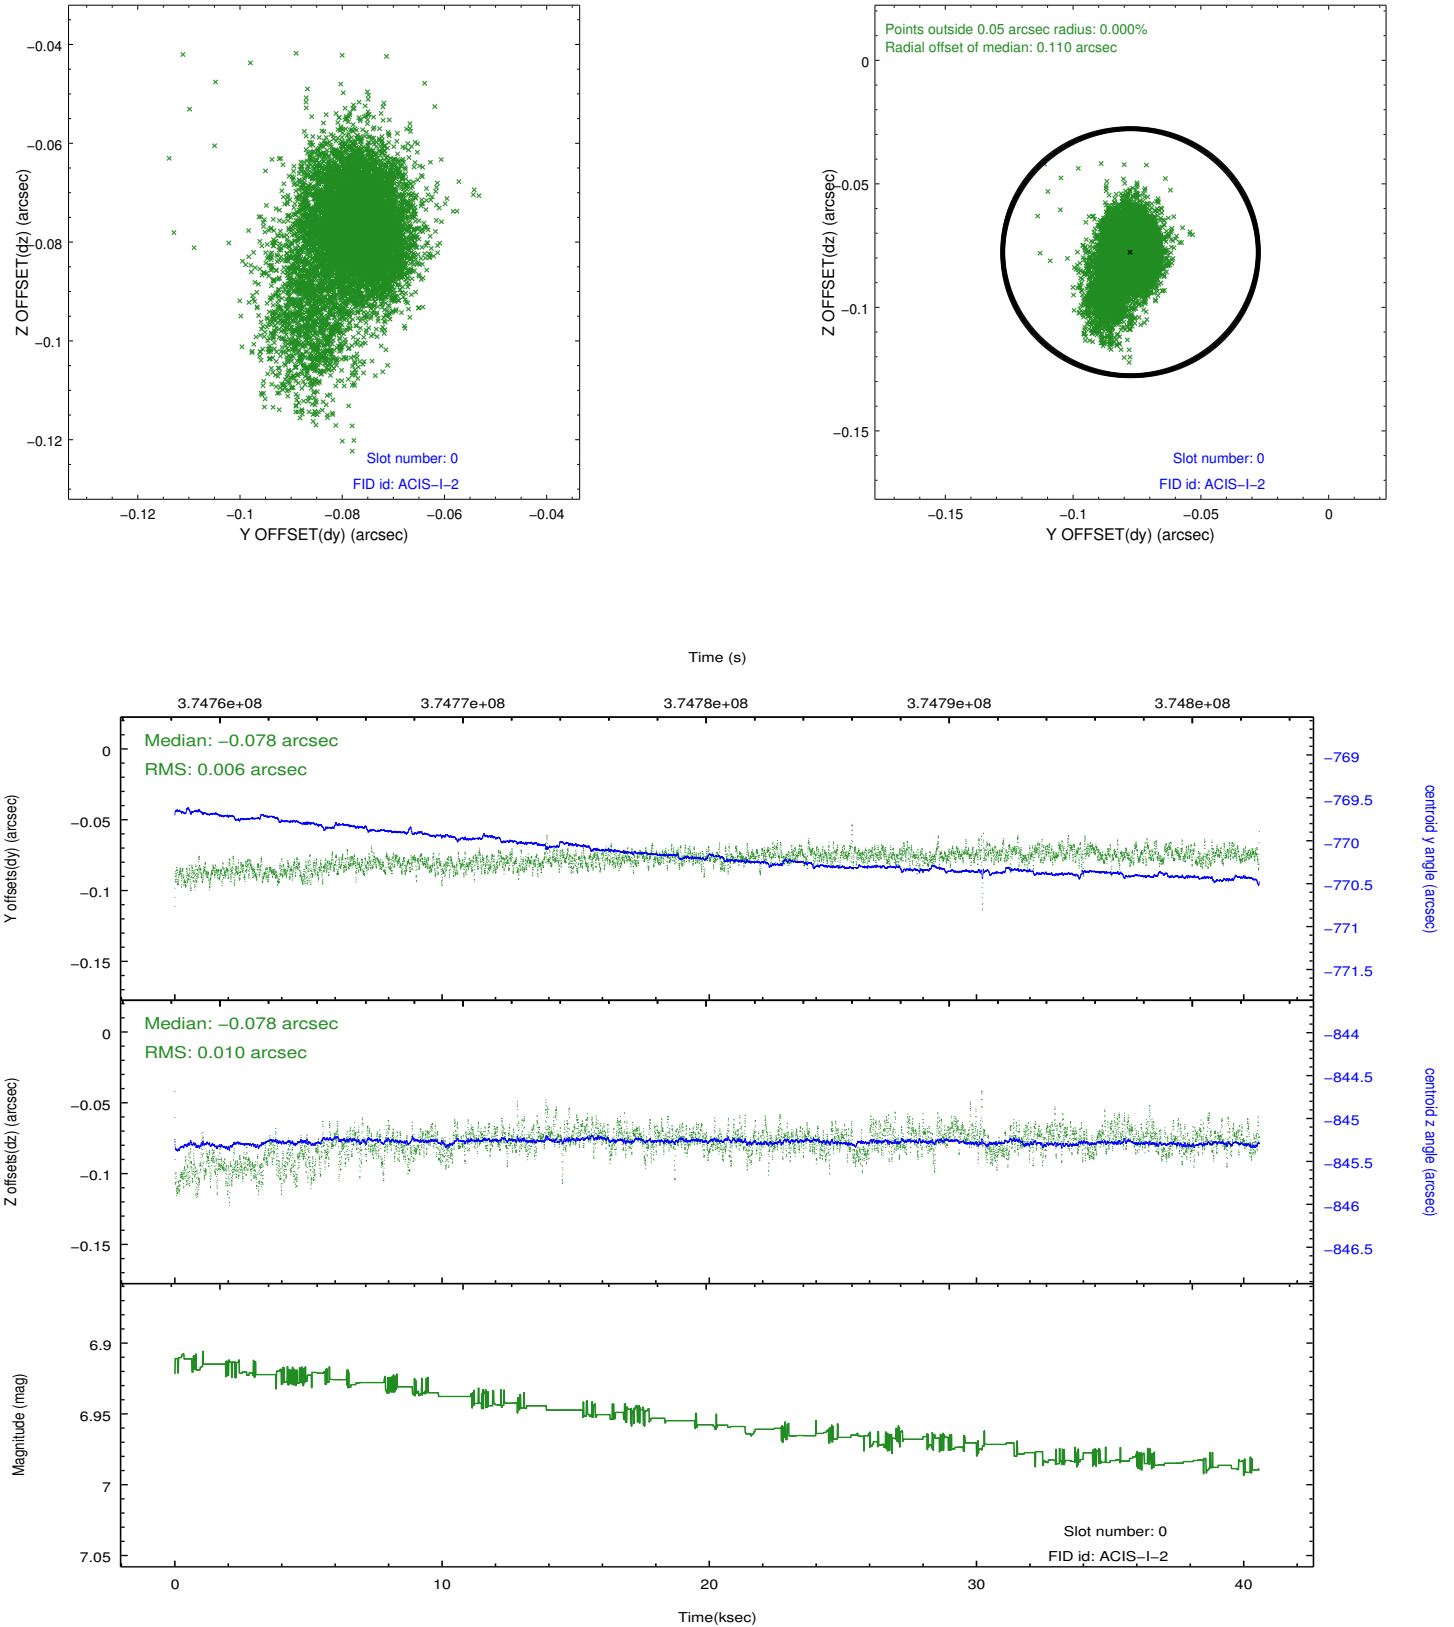 −0.04
−0.06
−0.08
−0.1
−0.12
Z OFFSET(dz) (arcsec)
Slot number: 0
FID id: ACIS−I−2
−0.12 −0.1 −0.08 −0.06 −0.04
Y OFFSET(dy) (arcsec)
Points outside 0.05 arcsec radius: 0.000%
Radial offset of median: 0.110 arcsec
0
−0.05
−0.1
−0.15
Z OFFSET(dz) (arcsec)
Slot number: 0
FID id: ACIS−I−2
−0.15 −0.1 −0.05 0
Y OFFSET(dy) (arcsec)
Time (s)
3.7476e+08 3.7477e+08 3.7478e+08 3.7479e+08 3.748e+08
Median: −0.078 arcsec
RMS: 0.006 arcsec
0
−0.05
−0.1
−0.15
Y offsets(dy) (arcsec)
−769
−769.5
−770
−770.5
−771
−771.5
centroid y angle (arcsec)
Median: −0.078 arcsec
RMS: 0.010 arcsec
0
−0.05
−0.1
−0.15
Z offsets(dz) (arcsec)
−844
−844.5
−845
−845.5
−846
−846.5
centroid z angle (arcsec)
6.9
6.95
7
7.05
Magnitude (mag)
Slot number: 0
FID id: ACIS−I−2
0 10 20 30 40
Time(ksec)